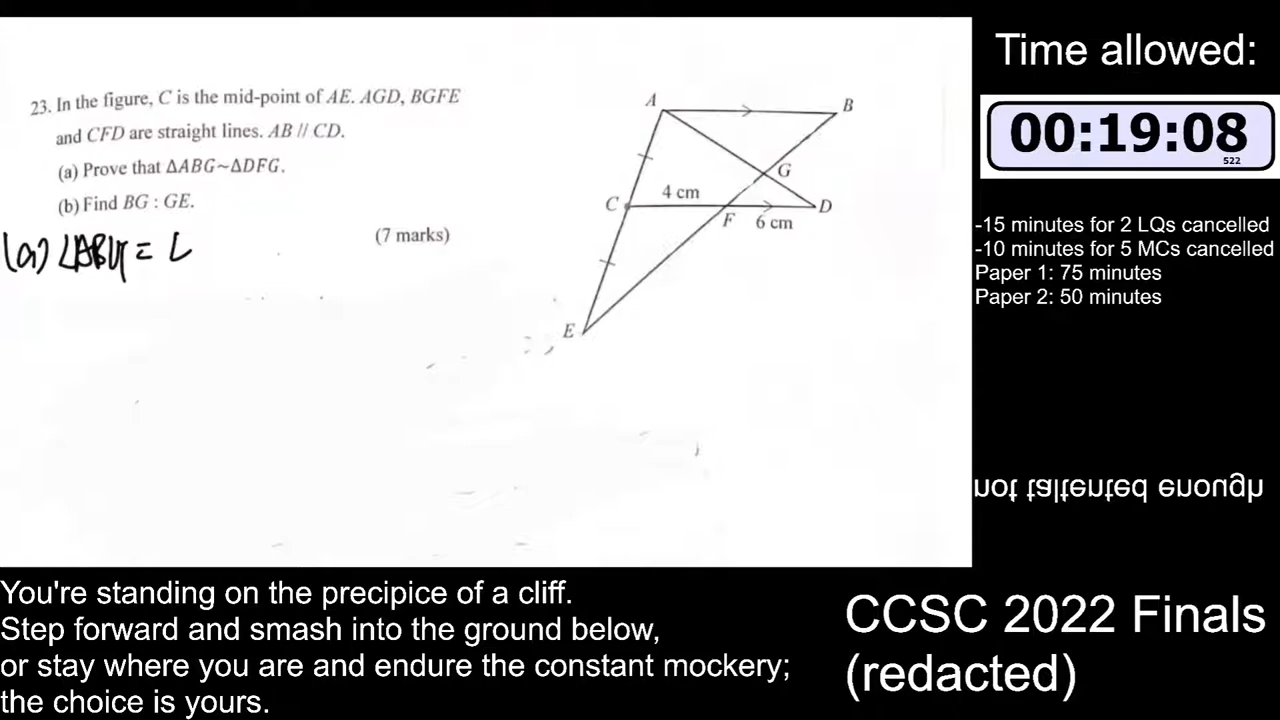 23. In the figure, C is the mid-point of AE. AGD, BGFE
and CFD are straight lines. AB // CD.
(a) Prove that ΔABG~ΔDFG.
(b) Find BG : GE.
(7 marks)
(a) ∠ABG = ∠
A
B
G
4 cm
C
F
D
6 cm
E
Time allowed:
00:19:08
522
-15 minutes for 2 LQs cancelled
-10 minutes for 5 MCs cancelled
Paper 1: 75 minutes
Paper 2: 50 minutes
not taltented enough
You're standing on the precipice of a cliff.
Step forward and smash into the ground below,
or stay where you are and endure the constant mockery;
the choice is yours.
CCSC 2022 Finals
(redacted)